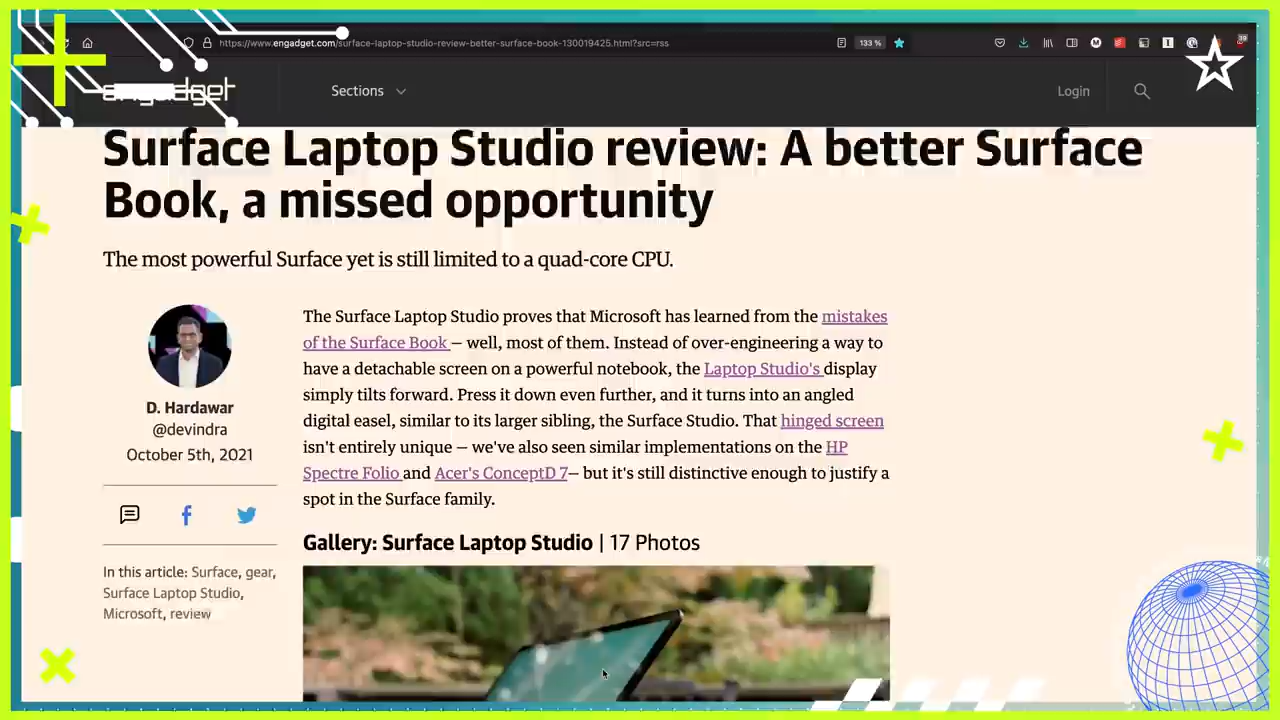 https://www.engadget.com/surface-laptop-studio-review-better-surface-book-130019425.html?src=rss
133 %
39
engadget
Sections
Login
Surface Laptop Studio review: A better Surface
Book, a missed opportunity
The most powerful Surface yet is still limited to a quad-core CPU.
D. Hardawar
@devindra
October 5th, 2021
In this article: Surface, gear,
Surface Laptop Studio,
Microsoft, review
The Surface Laptop Studio proves that Microsoft has learned from the mistakes
of the Surface Book — well, most of them. Instead of over-engineering a way to
have a detachable screen on a powerful notebook, the Laptop Studio's display
simply tilts forward. Press it down even further, and it turns into an angled
digital easel, similar to its larger sibling, the Surface Studio. That hinged screen
isn't entirely unique — we've also seen similar implementations on the HP
Spectre Folio and Acer's ConceptD 7— but it's still distinctive enough to justify a
spot in the Surface family.
Gallery: Surface Laptop Studio | 17 Photos